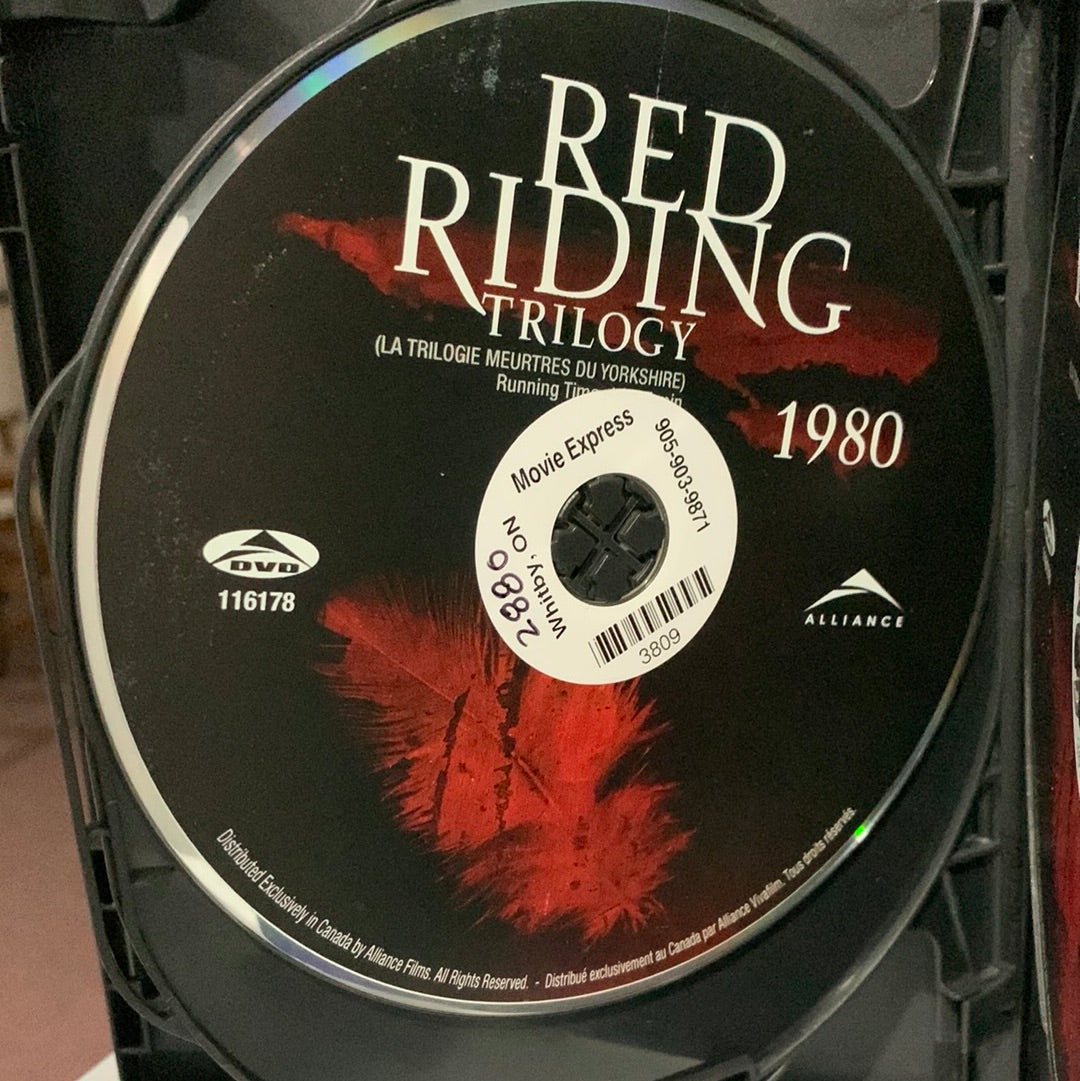 RED
RIDING
TRILOGY
(LA TRILOGIE MEURTRES DU YORKSHIRE)
Running
1980
Movie Express
905-903-9871
Whitby, ON
2880
3809
DVD
116178
ALLIANCE
Distributed Exclusively in Canada by Alliance Films. All Rights Reserved. - Distribué exclusivement au Canada par Alliance Vivafilm. Tous droits réservés.